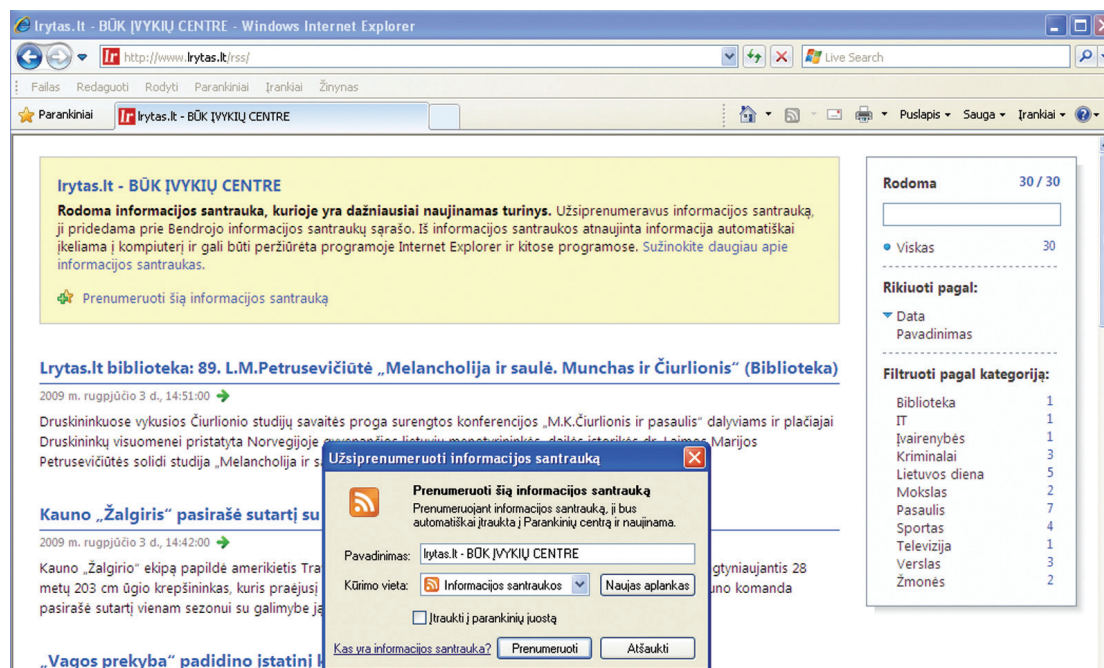 lrytas.lt - BŪK ĮVYKIŲ CENTRE - Windows Internet Explorer
http://www.lrytas.lt/rss/
Live Search
Failas Redaguoti Rodyti Parankiniai Įrankiai Žinynas
Parankiniai
lrytas.lt - BŪK ĮVYKIŲ CENTRE
Puslapis Sauga Įrankiai
lrytas.lt - BŪK ĮVYKIŲ CENTRE
Rodoma informacijos santrauka, kurioje yra dažniausiai naujinamas turinys. Užsiprenumeravus informacijos santrauką,
ji pridedama prie Bendrojo informacijos santraukų sąrašo. Iš informacijos santraukos atnaujinta informacija automatiškai
įkeliama į kompiuterį ir gali būti peržiūrėta programoje Internet Explorer ir kitose programose. Sužinokite daugiau apie
informacijos santraukas.
Prenumeruoti šią informacijos santrauką
Lrytas.lt biblioteka: 89. L.M.Petrusevičiūtė „Melancholija ir saulė. Munchas ir Čiurlionis“ (Biblioteka)
2009 m. rugpjūčio 3 d., 14:51:00
Druskininkuose vykusios Čiurlionio studijų savaitės proga surengtos konferencijos „M.K.Čiurlionis ir pasaulis“ dalyviams ir plačiajai
Druskininkų visuomenei pristatyta Norvegijoje gyvenančios lietuvių menotyrininkės, dailės istorikės dr. Laimos Marijos
Petrusevičiūtės solidi studija „Melancholija ir
Kauno „Žalgiris“ pasirašė sutartį su
2009 m. rugpjūčio 3 d., 14:42:00
Kauno „Žalgirio“ ekipą papildė amerikietis
gtyniaujantis 28
metų 203 cm ūgio krepšininkas, kuris praėjusį
uno komanda
pasirašė sutartį vienam sezonui su galimybe ją
„Vagos prekyba“ padidino įstatinį
Rodoma 30 / 30
Viskas 30
Rikiuoti pagal:
Data
Pavadinimas
Filtruoti pagal kategoriją:
Biblioteka 1
IT 1
Įvairenybės 1
Kriminalai 3
Lietuvos diena 5
Mokslas 2
Pasaulis 7
Sportas 4
Televizija 1
Verslas 3
Žmonės 2
Užsiprenumeruoti informacijos santrauką
Prenumeruoti šią informacijos santrauką
Prenumeruojant informacijos santrauką, ji bus
automatiškai įtraukta į Parankinių centrą ir naujinama.
Pavadinimas: lrytas.lt - BŪK ĮVYKIŲ CENTRE
Kūrimo vieta: Informacijos santraukos Naujas aplankas
Įtraukti į parankinių juostą
Kas yra informacijos santrauka? Prenumeruoti Atšaukti